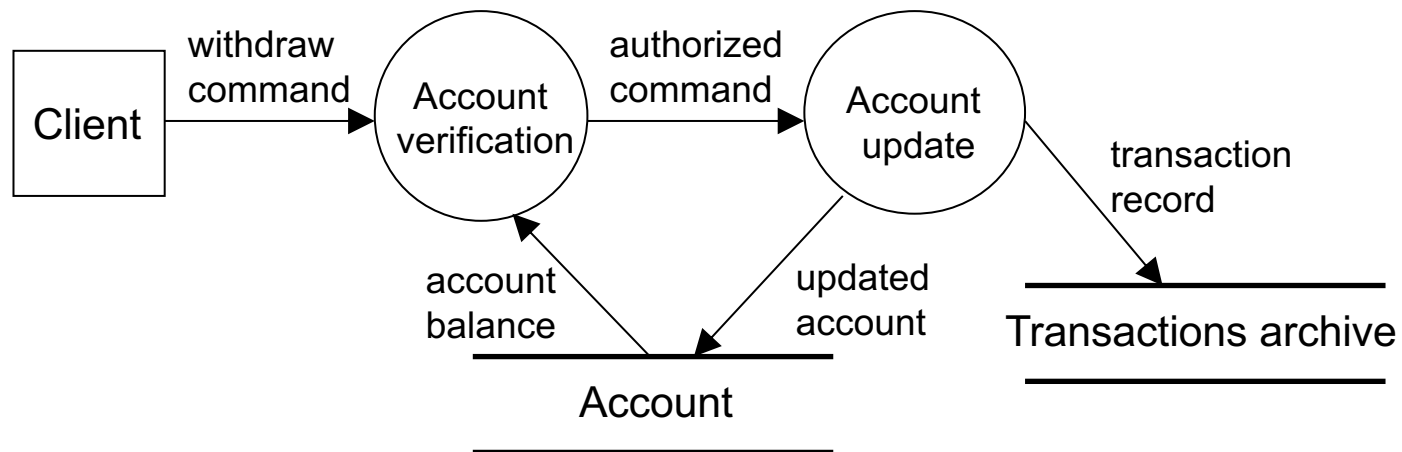 withdraw
command
authorized
command
Client
Account
verification
Account
update
transaction
record
account
balance
updated
account
Transactions archive
Account